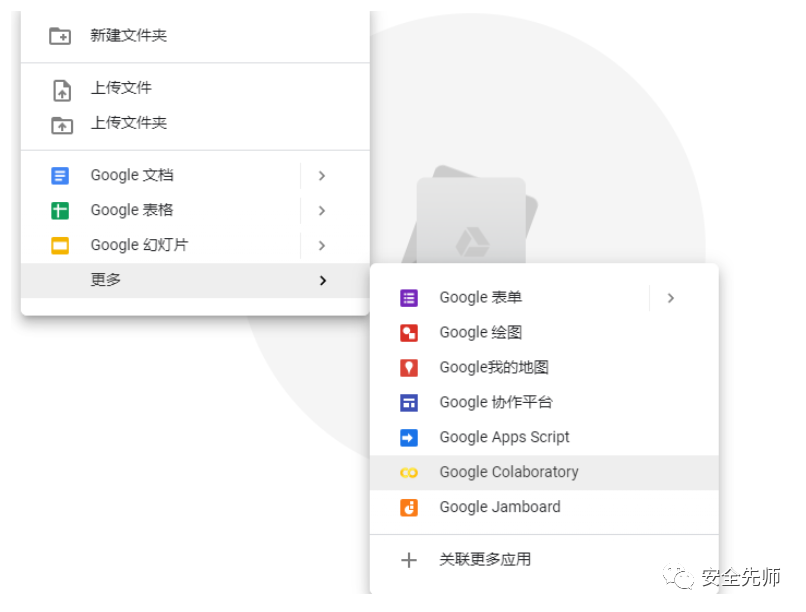 新建文件夹
上传文件
上传文件夹
Google 文档
Google 表格
Google 幻灯片
更多
Google 表单
Google 绘图
Google我的地图
Google 协作平台
Google Apps Script
Google Colaboratory
Google Jamboard
关联更多应用
安全先师